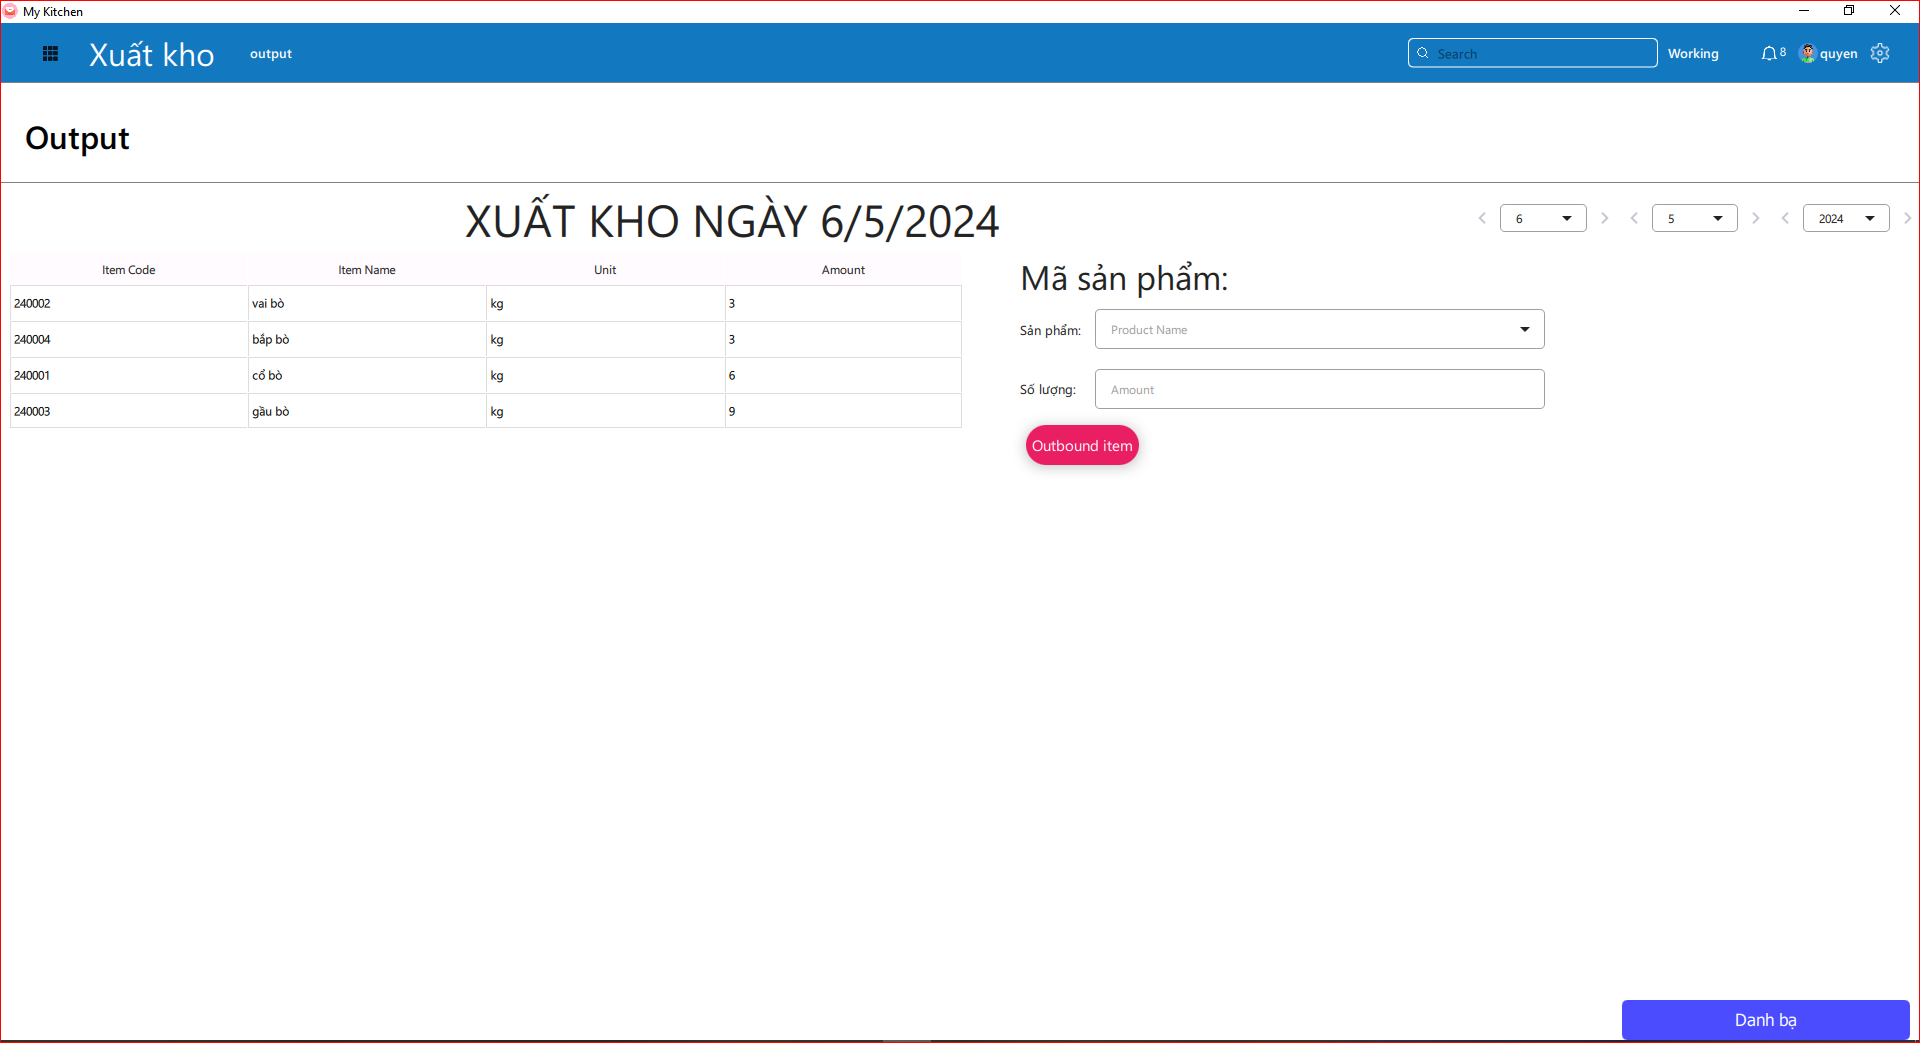 My Kitchen
Xuất kho output Search Working 8 quyen
Output
XUẤT KHO NGÀY 6/5/2024 6 5 2024
Item Code Item Name Unit Amount
240002 vai bò kg 3
240004 bắp bò kg 3
240001 cổ bò kg 6
240003 gầu bò kg 9
Mã sản phẩm:
Sản phẩm: Product Name
Số lượng: Amount
Outbound item
Danh bạ